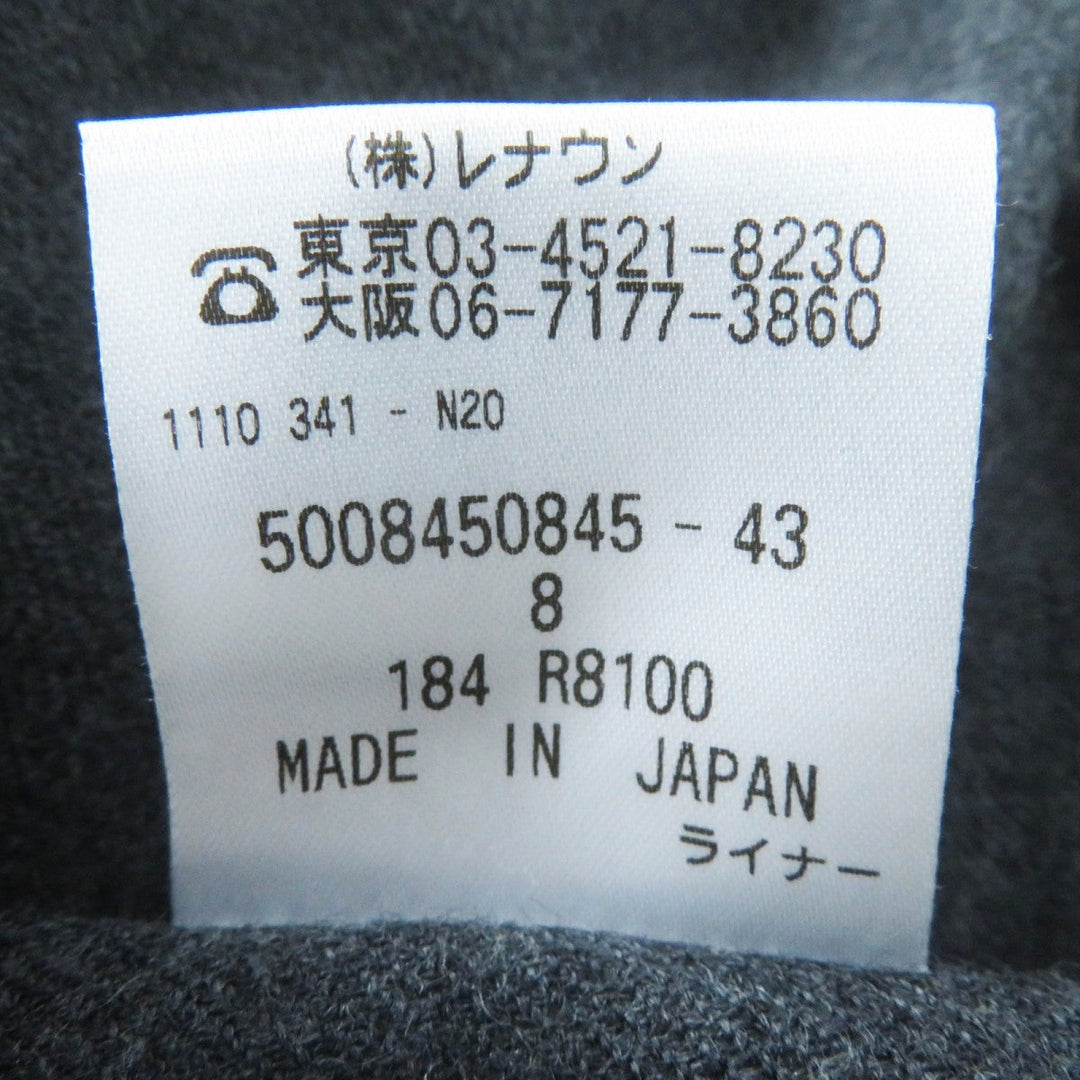 (株)レナウン
☎東京03-4521-8230
大阪06-7177-3860
1110 341 - N20
5008450845 - 43
8
184 R8100
MADE IN JAPAN
ライナー